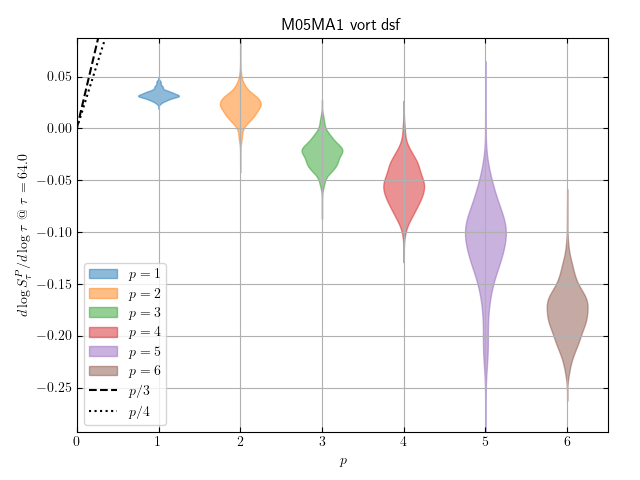 M05MA1 vort dsf
d log S_τ^P / d log τ @ τ = 64.0
0.05
0.00
−0.05
−0.10
−0.15
−0.20
−0.25
p = 1
p = 2
p = 3
p = 4
p = 5
p = 6
p/3
p/4
0 1 2 3 4 5 6
p